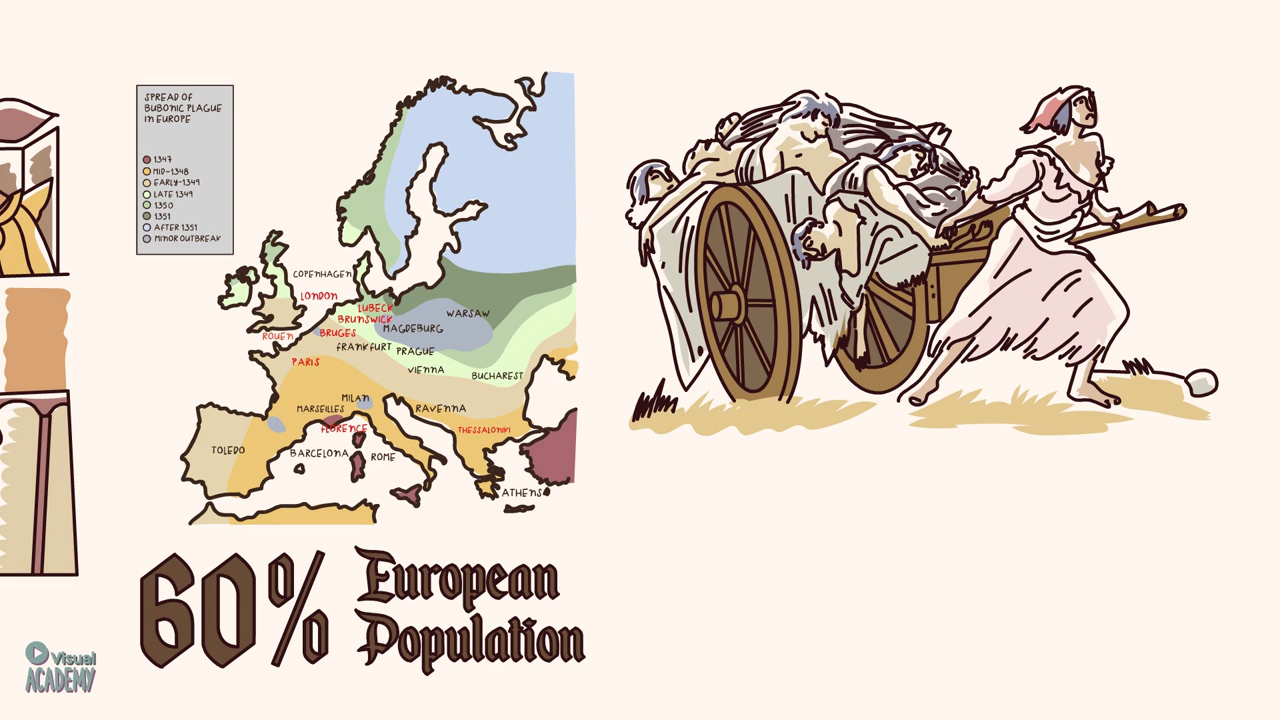 SPREAD OF
BUBONIC PLAGUE
IN EUROPE
1347
MID-1348
EARLY-1349
LATE 1349
1350
1351
AFTER 1351
MINOR OUTBREAK
COPENHAGEN
LONDON
LUBECK
BRUNSWICK
WARSAW
MAGDEBURG
ROUEN
BRUGES
FRANKFURT
PRAGUE
PARIS
VIENNA
BUCHAREST
MILAN
MARSEILLES
RAVENNA
FLORENCE
THESSALONIKI
TOLEDO
BARCELONA
ROME
ATHENS
60% European
Population
Visual
ACADEMY